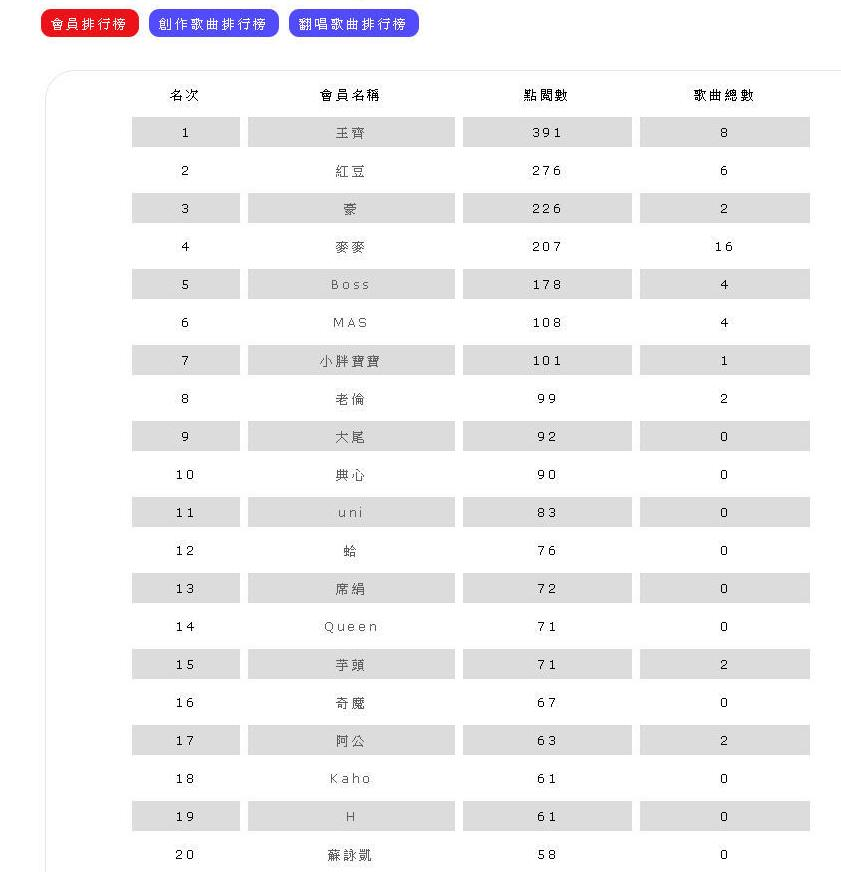 會員排行榜 創作歌曲排行榜 翻唱歌曲排行榜
名次 會員名稱 點閱數 歌曲總數
1 玉齊 391 8
2 紅豆 276 6
3 豪 226 2
4 麥麥 207 16
5 Boss 178 4
6 MAS 108 4
7 小胖寶寶 101 1
8 老倫 99 2
9 大尾 92 0
10 典心 90 0
11 uni 83 0
12 蛤 76 0
13 席絹 72 0
14 Queen 71 0
15 芋頭 71 2
16 奇魔 67 0
17 阿公 63 2
18 Kaho 61 0
19 H 61 0
20 蘇詠凱 58 0